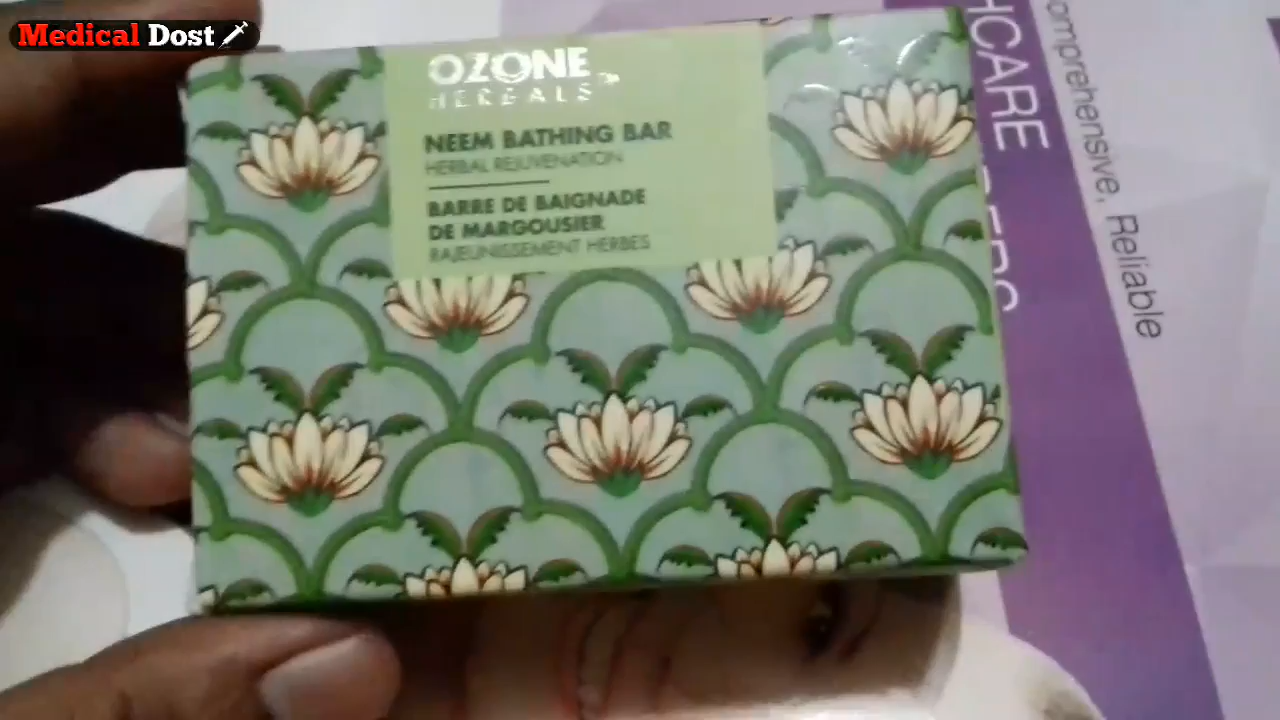 Medical Dost
OZONE
HERBALS
NEEM BATHING BAR
HERBAL REJUVENATION
BARRE DE BAIGNADE
DE MARGOUSIER
RAJEUNISSEMENT HERBES
HCARE
omprehensive, Reliable